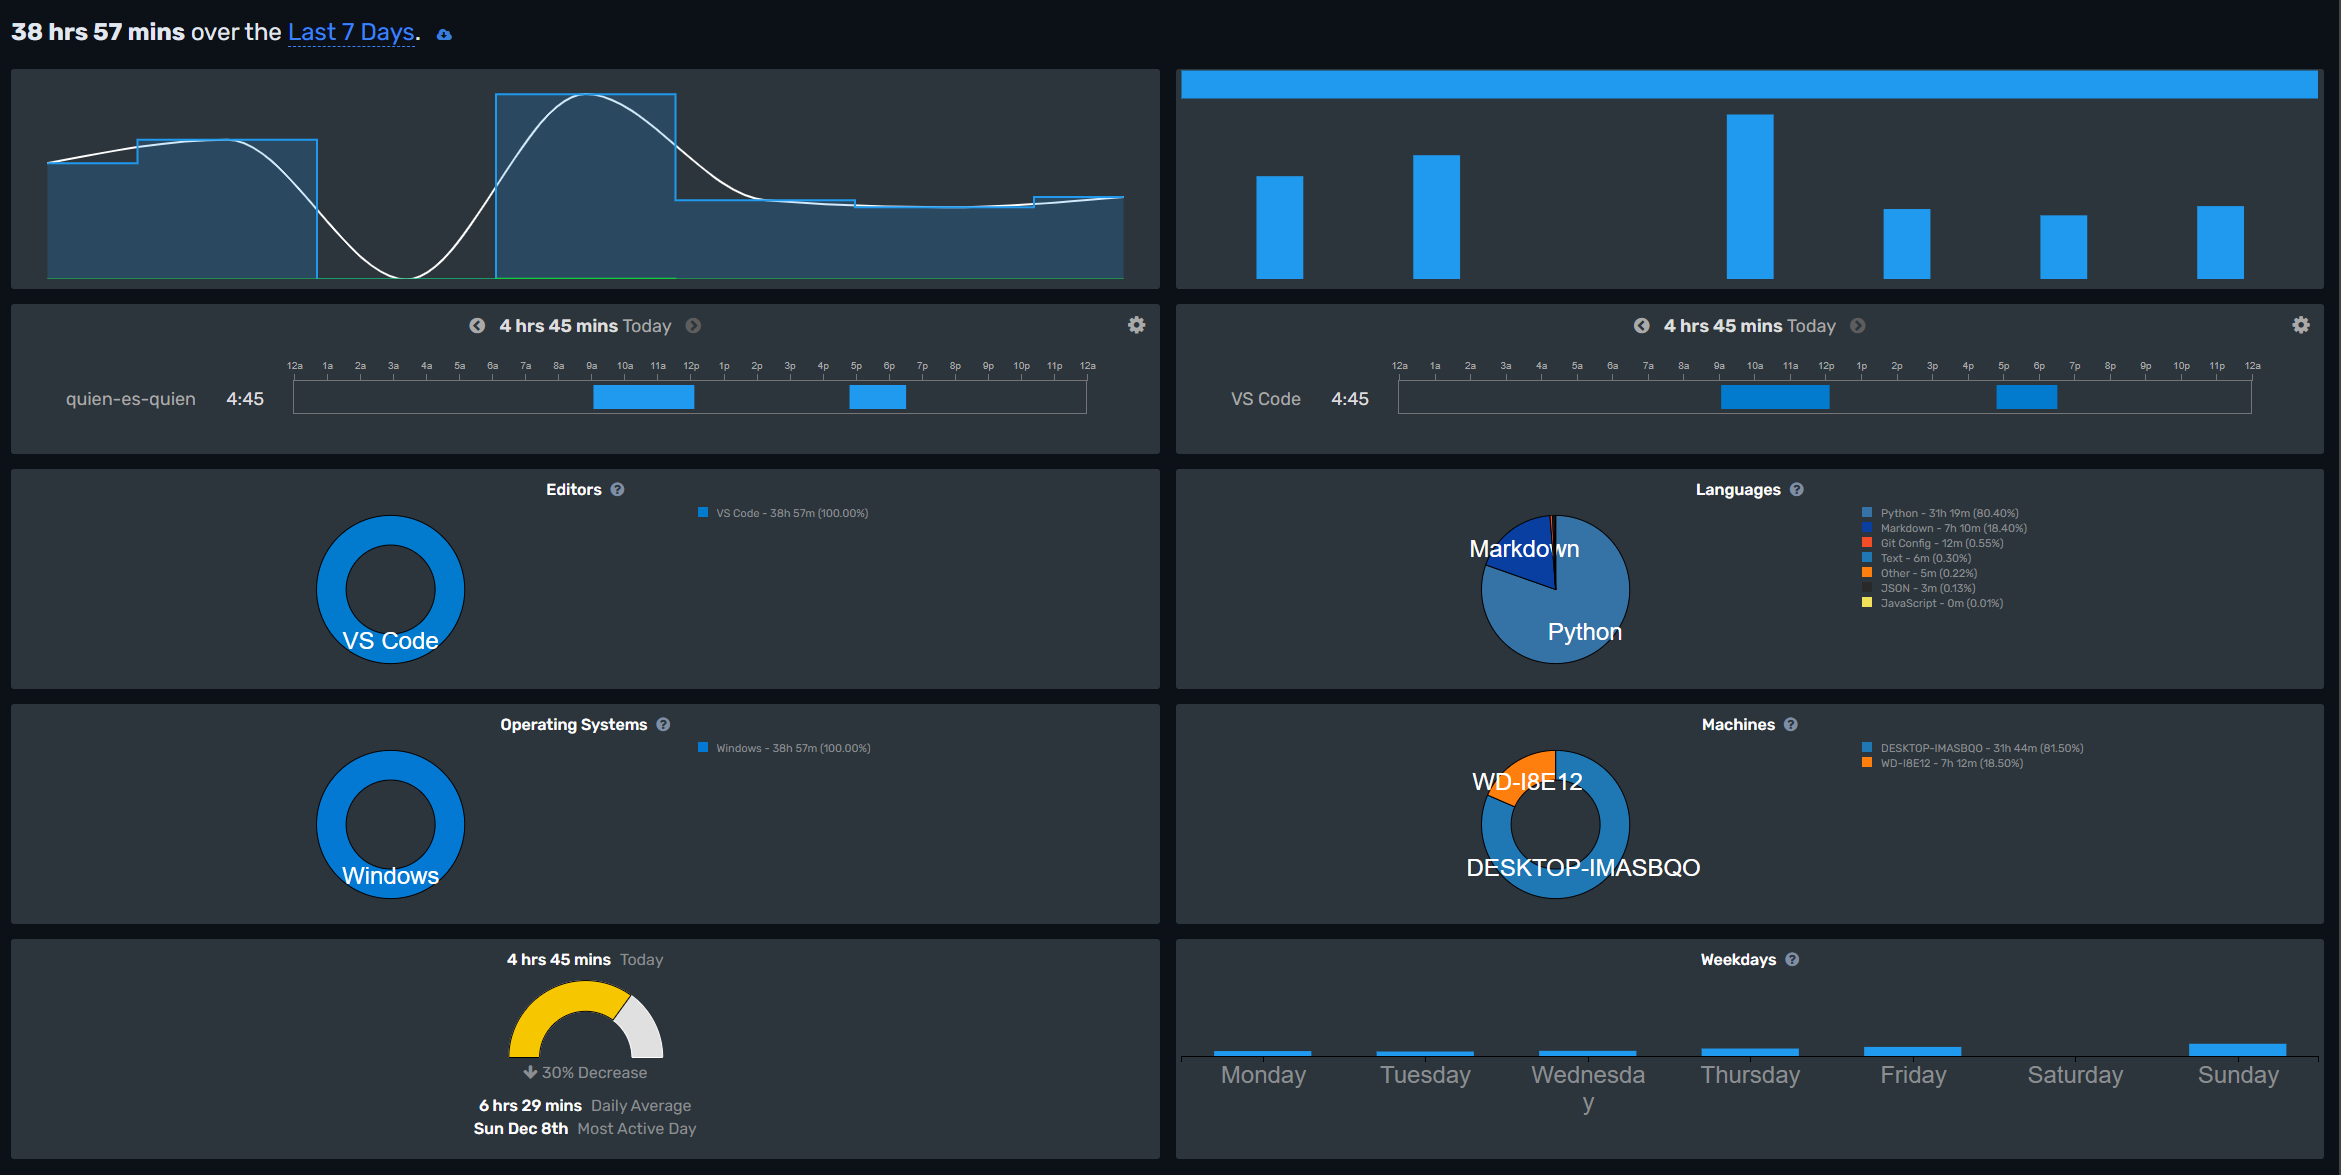 38 hrs 57 mins over the Last 7 Days.
4 hrs 45 mins Today
12a 1a 2a 3a 4a 5a 6a 7a 8a 9a 10a 11a 12p 1p 2p 3p 4p 5p 6p 7p 8p 9p 10p 11p 12a
quien-es-quien 4:45
4 hrs 45 mins Today
12a 1a 2a 3a 4a 5a 6a 7a 8a 9a 10a 11a 12p 1p 2p 3p 4p 5p 6p 7p 8p 9p 10p 11p 12a
VS Code 4:45
Editors
VS Code - 38h 57m (100.00%)
VS Code
Languages
Python - 31h 19m (80.40%)
Markdown - 7h 10m (18.40%)
Git Config - 12m (0.55%)
Text - 6m (0.30%)
Other - 5m (0.22%)
JSON - 3m (0.13%)
JavaScript - 0m (0.01%)
Markdown
Python
Operating Systems
Windows - 38h 57m (100.00%)
Windows
Machines
DESKTOP-IMASBQO - 31h 44m (81.50%)
WD-I8E12 - 7h 12m (18.50%)
WD-I8E12
DESKTOP-IMASBQO
4 hrs 45 mins Today
30% Decrease
6 hrs 29 mins Daily Average
Sun Dec 8th Most Active Day
Weekdays
Monday Tuesday Wednesda Thursday Friday Saturday Sunday
y